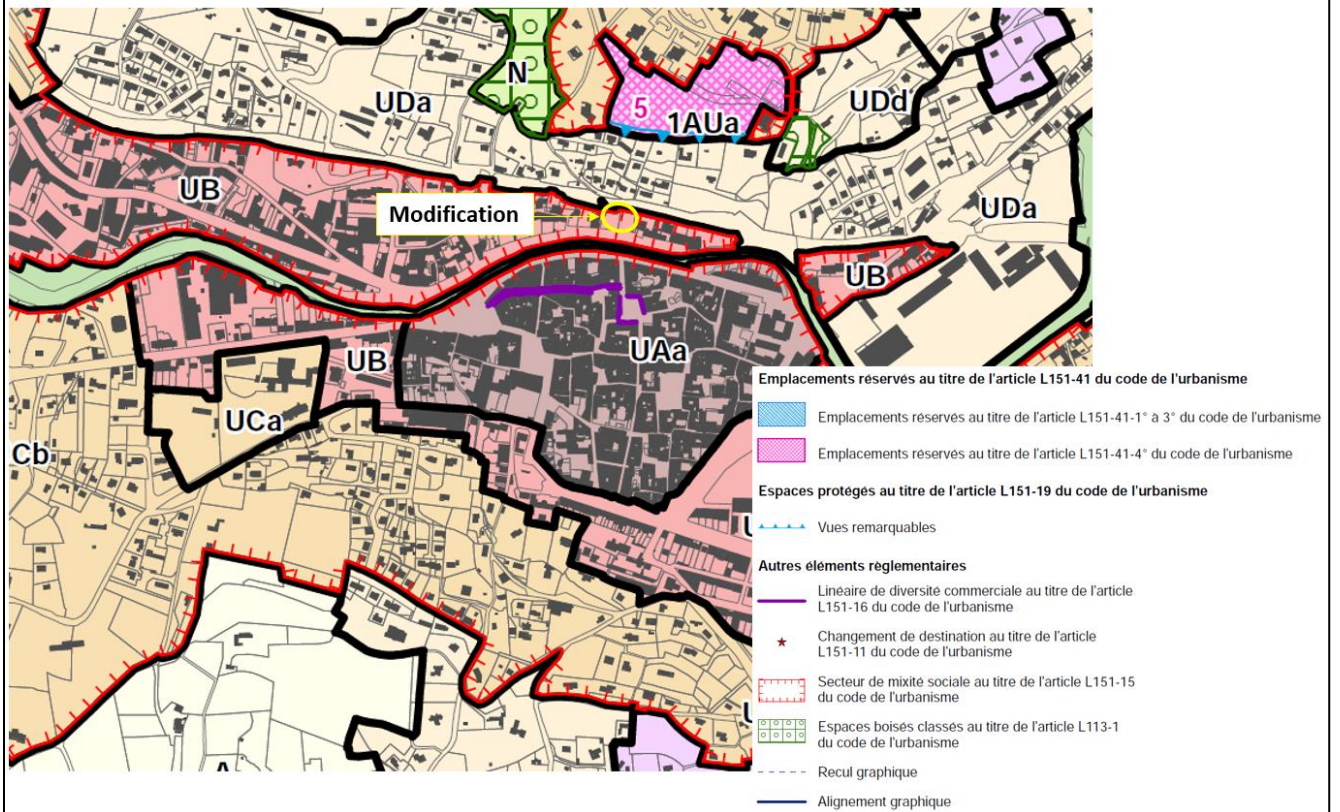 N
UDa
5
1AUa
UDd
UB
Modification
UDa
UB
UB
UAa
UCa
Cb
U
U
A
Emplacements réservés au titre de l'article L151-41 du code de l'urbanisme
Emplacements réservés au titre de l'article L151-41-1° à 3° du code de l'urbanisme
Emplacements réservés au titre de l'article L151-41-4° du code de l'urbanisme
Espaces protégés au titre de l'article L151-19 du code de l'urbanisme
Vues remarquables
Autres éléments règlementaires
Linéaire de diversité commerciale au titre de l'article
L151-16 du code de l'urbanisme
Changement de destination au titre de l'article
L151-11 du code de l'urbanisme
Secteur de mixité sociale au titre de l'article L151-15
du code de l'urbanisme
Espaces boisés classés au titre de l'article L113-1
du code de l'urbanisme
Recul graphique
Alignement graphique